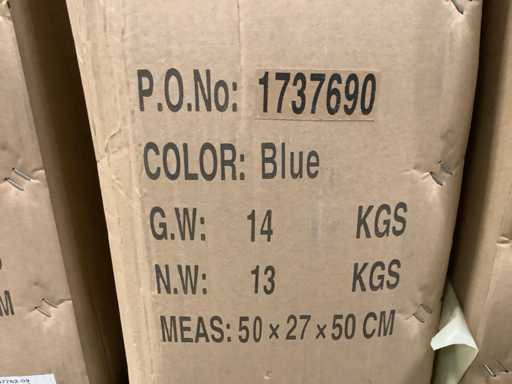 P.O.No: 1737690
COLOR: Blue
G.W: 14 KGS
N.W: 13 KGS
MEAS: 50 × 27 × 50 CM
M